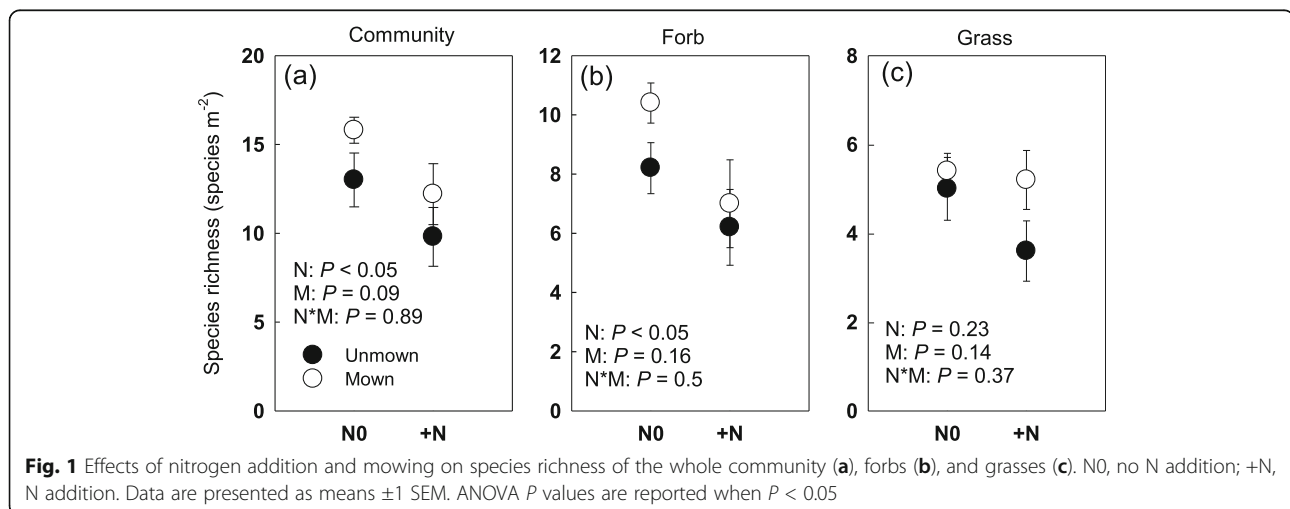 Community
Forb
Grass
Species richness (species m-2)
(a)
20
15
10
5
0
N: P < 0.05
M: P = 0.09
N*M: P = 0.89
Unmown
Mown
N0 +N
(b)
12
10
8
6
4
2
0
N: P < 0.05
M: P = 0.16
N*M: P = 0.5
N0 +N
(c)
8
6
4
2
0
N: P = 0.23
M: P = 0.14
N*M: P = 0.37
N0 +N
Fig. 1 Effects of nitrogen addition and mowing on species richness of the whole community (a), forbs (b), and grasses (c). N0, no N addition; +N,
N addition. Data are presented as means ±1 SEM. ANOVA P values are reported when P < 0.05